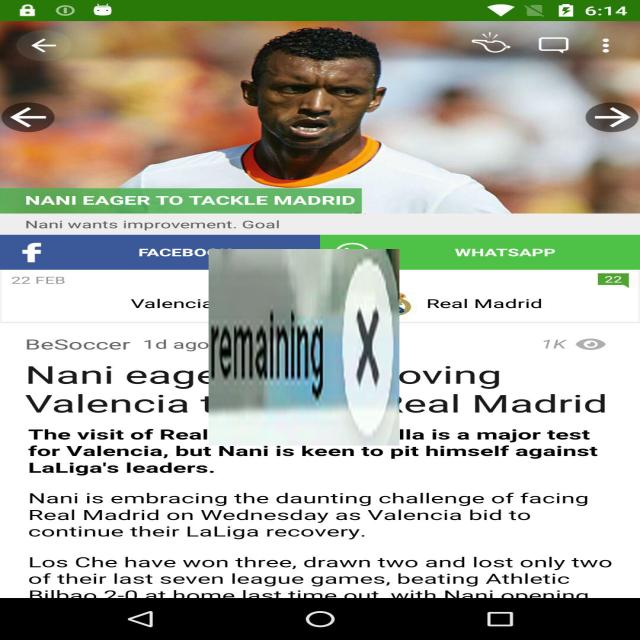 6:14
NANI EAGER TO TACKLE MADRID
Nani wants improvement. Goal
f FACEBOO WHATSAPP
22 FEB 22
Valencia Real Madrid
remaining X
BeSoccer 1d ago 1K
Nani eage oving
Valencia Real Madrid
The visit of Real lla is a major test
for Valencia, but Nani is keen to pit himself against
LaLiga's leaders.
Nani is embracing the daunting challenge of facing
Real Madrid on Wednesday as Valencia bid to
continue their LaLiga recovery.
Los Che have won three, drawn two and lost only two
of their last seven league games, beating Athletic
Bilbao 2-0 at home last time out, with Nani opening